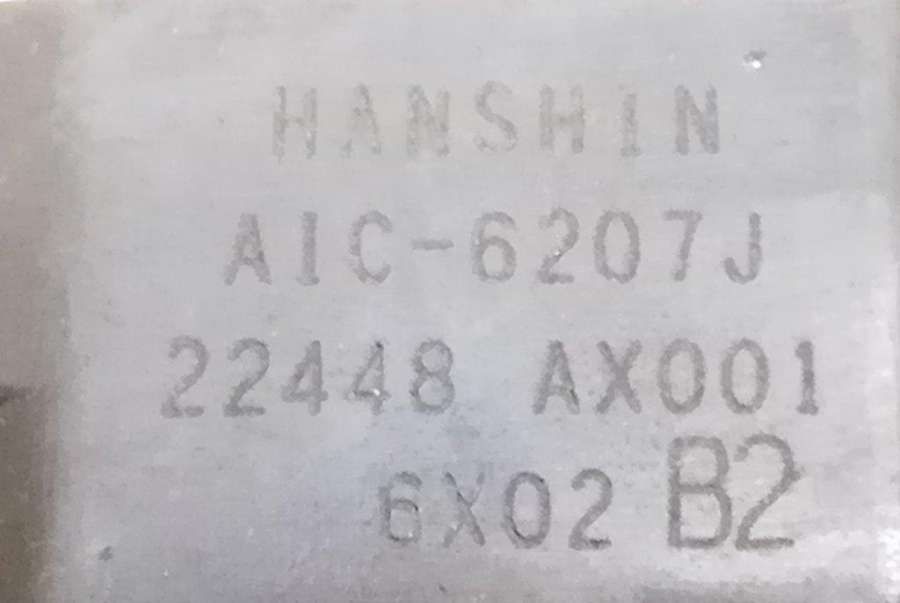 HANSHIN
AIC-6207J
22448 AX001
6X02 B2